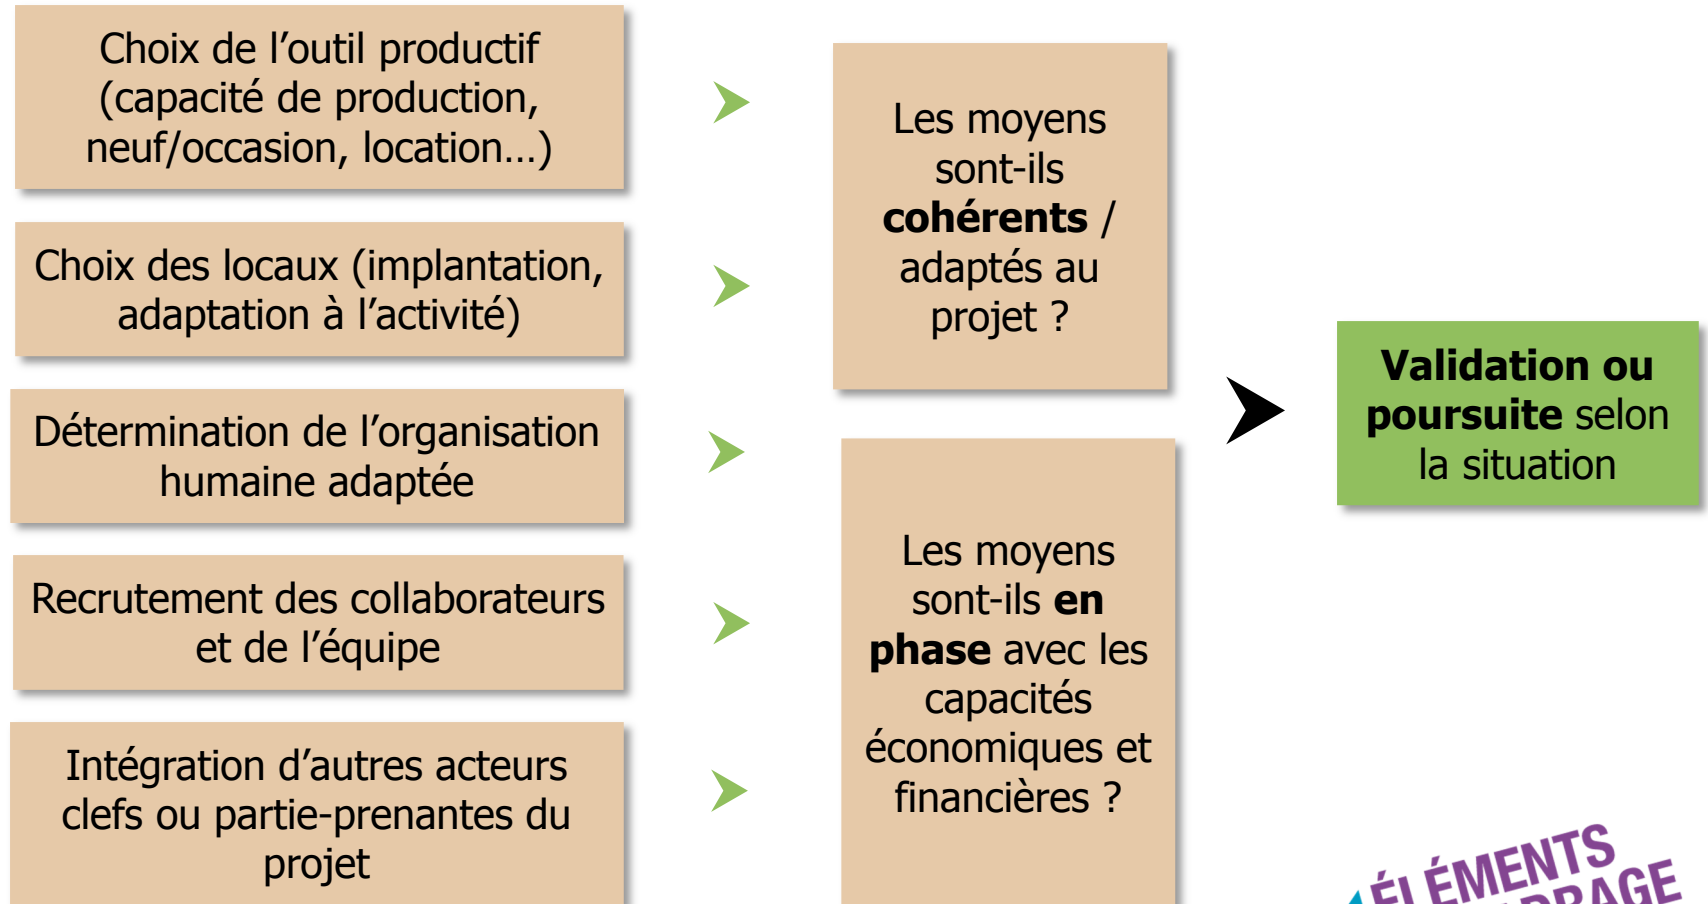 Choix de l’outil productif
(capacité de production,
neuf/occasion, location…)
Choix des locaux (implantation,
adaptation à l’activité)
Détermination de l’organisation
humaine adaptée
Recrutement des collaborateurs
et de l’équipe
Intégration d’autres acteurs
clefs ou partie-prenantes du
projet
Les moyens
sont-ils
cohérents /
adaptés au
projet ?
Les moyens
sont-ils en
phase avec les
capacités
économiques et
financières ?
Validation ou
poursuite selon
la situation
ÉLÉMENTS